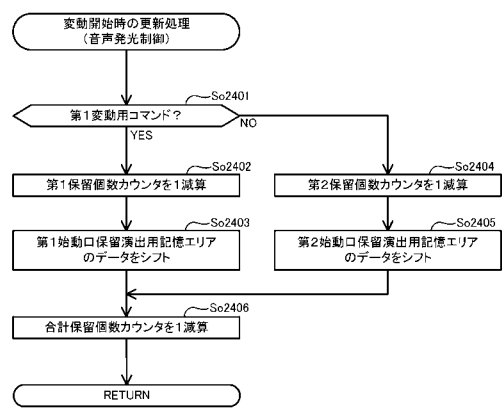 変動開始時の更新処理
(音声発光制御)
So2401
第1変動用コマンド?
NO
YES
So2402
第1保留個数カウンタを1減算
So2404
第2保留個数カウンタを1減算
So2403
第1始動口保留演出用記憶エリア
のデータをシフト
So2405
第2始動口保留演出用記憶エリア
のデータをシフト
So2406
合計保留個数カウンタを1減算
RETURN